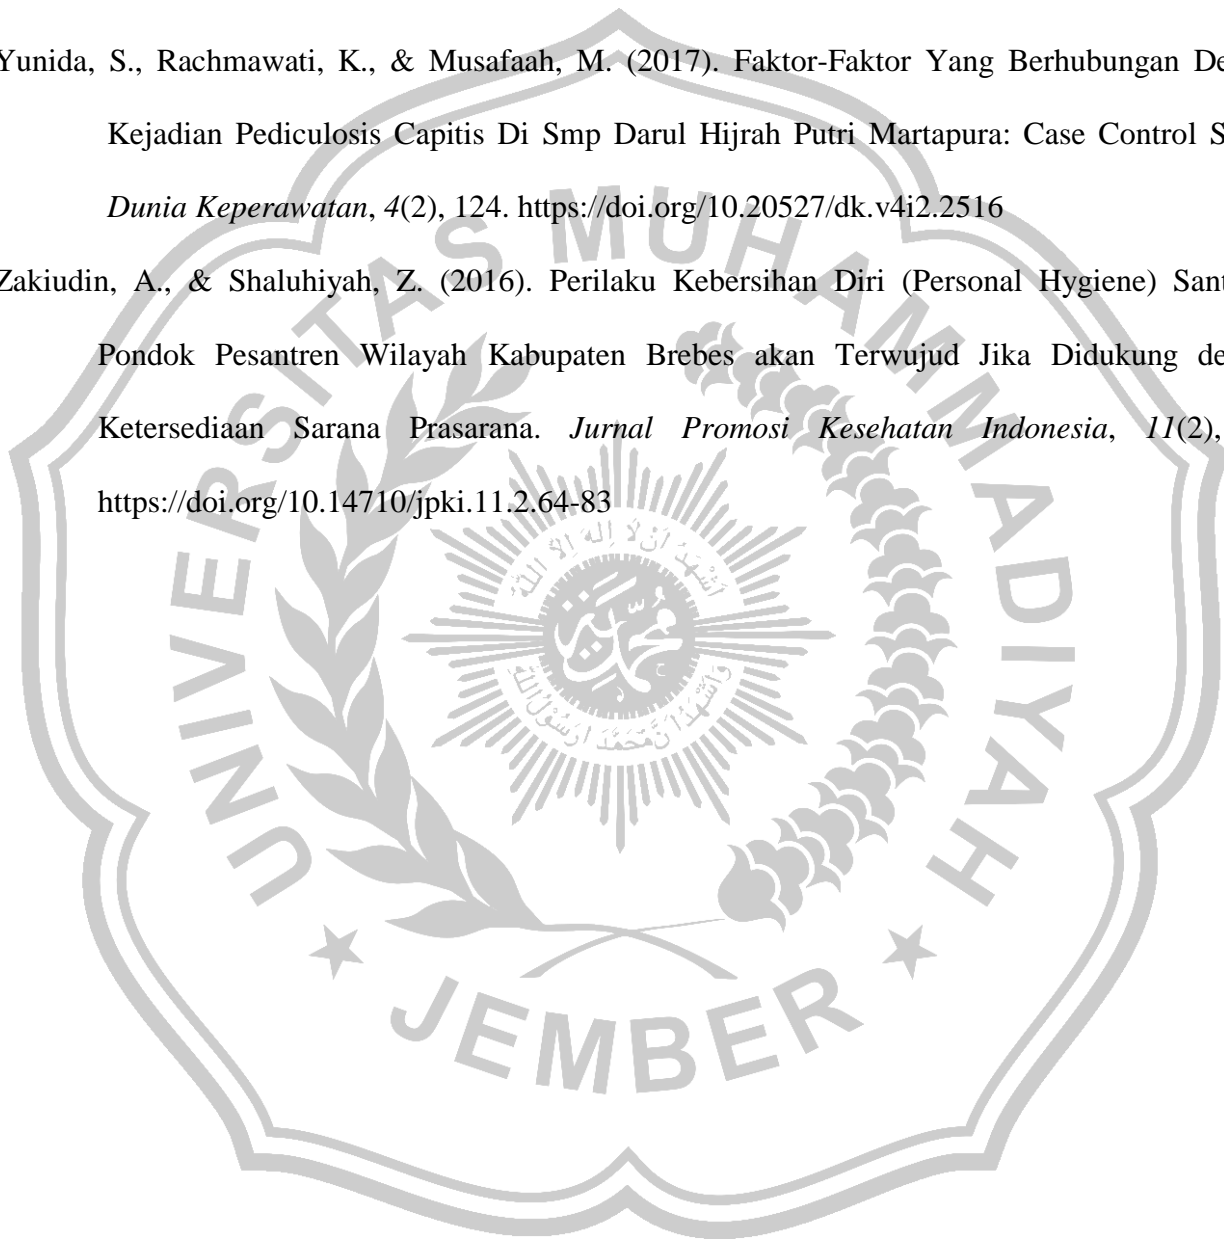 Yunida, S., Rachmawati, K., & Musafaah, M. (2017). Faktor-Faktor Yang Berhubungan De
Kejadian Pediculosis Capitis Di Smp Darul Hijrah Putri Martapura: Case Control S
Dunia Keperawatan, 4(2), 124. https://doi.org/10.20527/dk.v4i2.2516
Zakiudin, A., & Shaluhiyah, Z. (2016). Perilaku Kebersihan Diri (Personal Hygiene) Sant
Pondok Pesantren Wilayah Kabupaten Brebes akan Terwujud Jika Didukung de
Ketersediaan Sarana Prasarana. Jurnal Promosi Kesehatan Indonesia, 11(2),
https://doi.org/10.14710/jpki.11.2.64-83
UNIVERSITAS MUHAMMADIYAH
JEMBER